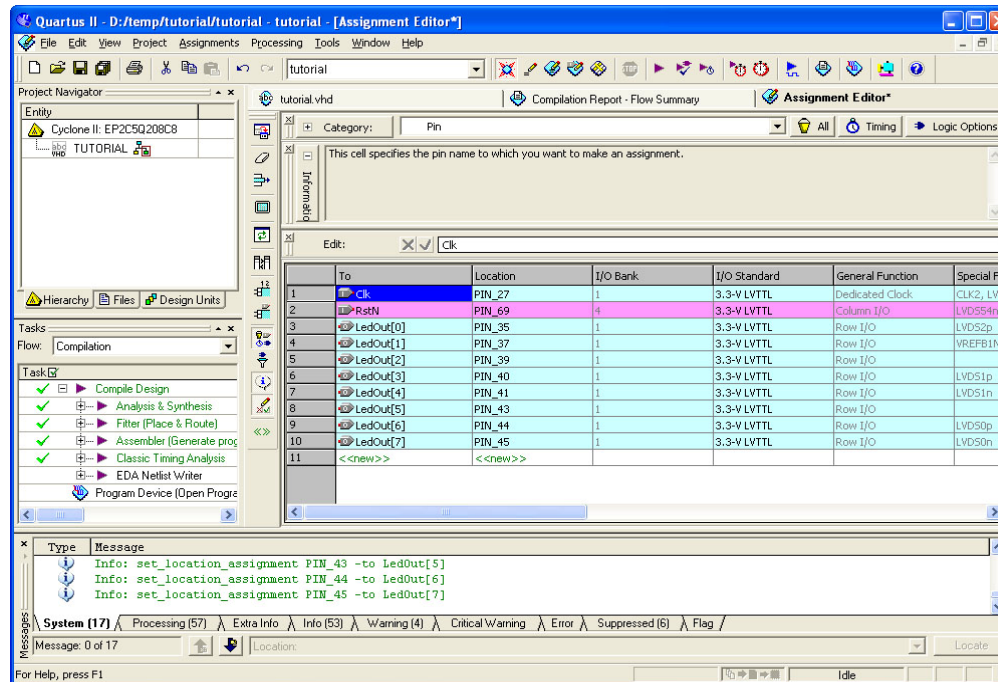 Quartus II - D:/temp/tutorial/tutorial - tutorial - [Assignment Editor*]
File Edit View Project Assignments Processing Tools Window Help
tutorial
STOP
Project Navigator
Entity
Cyclone II: EP2C5Q208C8
abd VHD TUTORIAL
Hierarchy Files Design Units
Tasks
Flow: Compilation
Task
Compile Design
Analysis & Synthesis
Fitter (Place & Route)
Assembler (Generate prog
Classic Timing Analysis
EDA Netlist Writer
Program Device (Open Progra
tutorial.vhd Compilation Report - Flow Summary Assignment Editor*
Category: Pin All Timing Logic Options
Informatio
This cell specifies the pin name to which you want to make an assignment.
Edit: Clk
To Location I/O Bank I/O Standard General Function Special F
1 Clk PIN_27 1 3.3-V LVTTL Dedicated Clock CLK2, LV
2 RstN PIN_69 4 3.3-V LVTTL Column I/O LVDS54n
3 LedOut[0] PIN_35 1 3.3-V LVTTL Row I/O LVDS2p
4 LedOut[1] PIN_37 1 3.3-V LVTTL Row I/O VREFB1N
5 LedOut[2] PIN_39 1 3.3-V LVTTL Row I/O
6 LedOut[3] PIN_40 1 3.3-V LVTTL Row I/O LVDS1p
7 LedOut[4] PIN_41 1 3.3-V LVTTL Row I/O LVDS1n
8 LedOut[5] PIN_43 1 3.3-V LVTTL Row I/O
9 LedOut[6] PIN_44 1 3.3-V LVTTL Row I/O LVDS0p
10 LedOut[7] PIN_45 1 3.3-V LVTTL Row I/O LVDS0n
11 <<new>> <<new>>
Type Message
Info: set_location_assignment PIN_43 -to LedOut[5]
Info: set_location_assignment PIN_44 -to LedOut[6]
Info: set_location_assignment PIN_45 -to LedOut[7]
Messages
System (17) Processing (57) Extra Info Info (53) Warning (4) Critical Warning Error Suppressed (6) Flag
Message: 0 of 17 Location: Locate
For Help, press F1 Idle